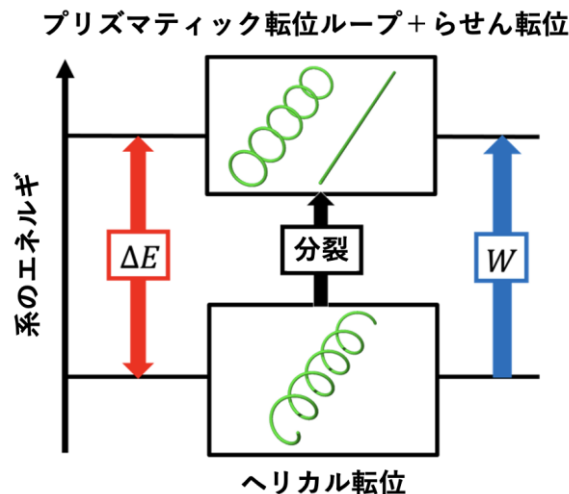 プリズマティック転位ループ＋らせん転位
系のエネルギ
ΔE
分裂
W
ヘリカル転位